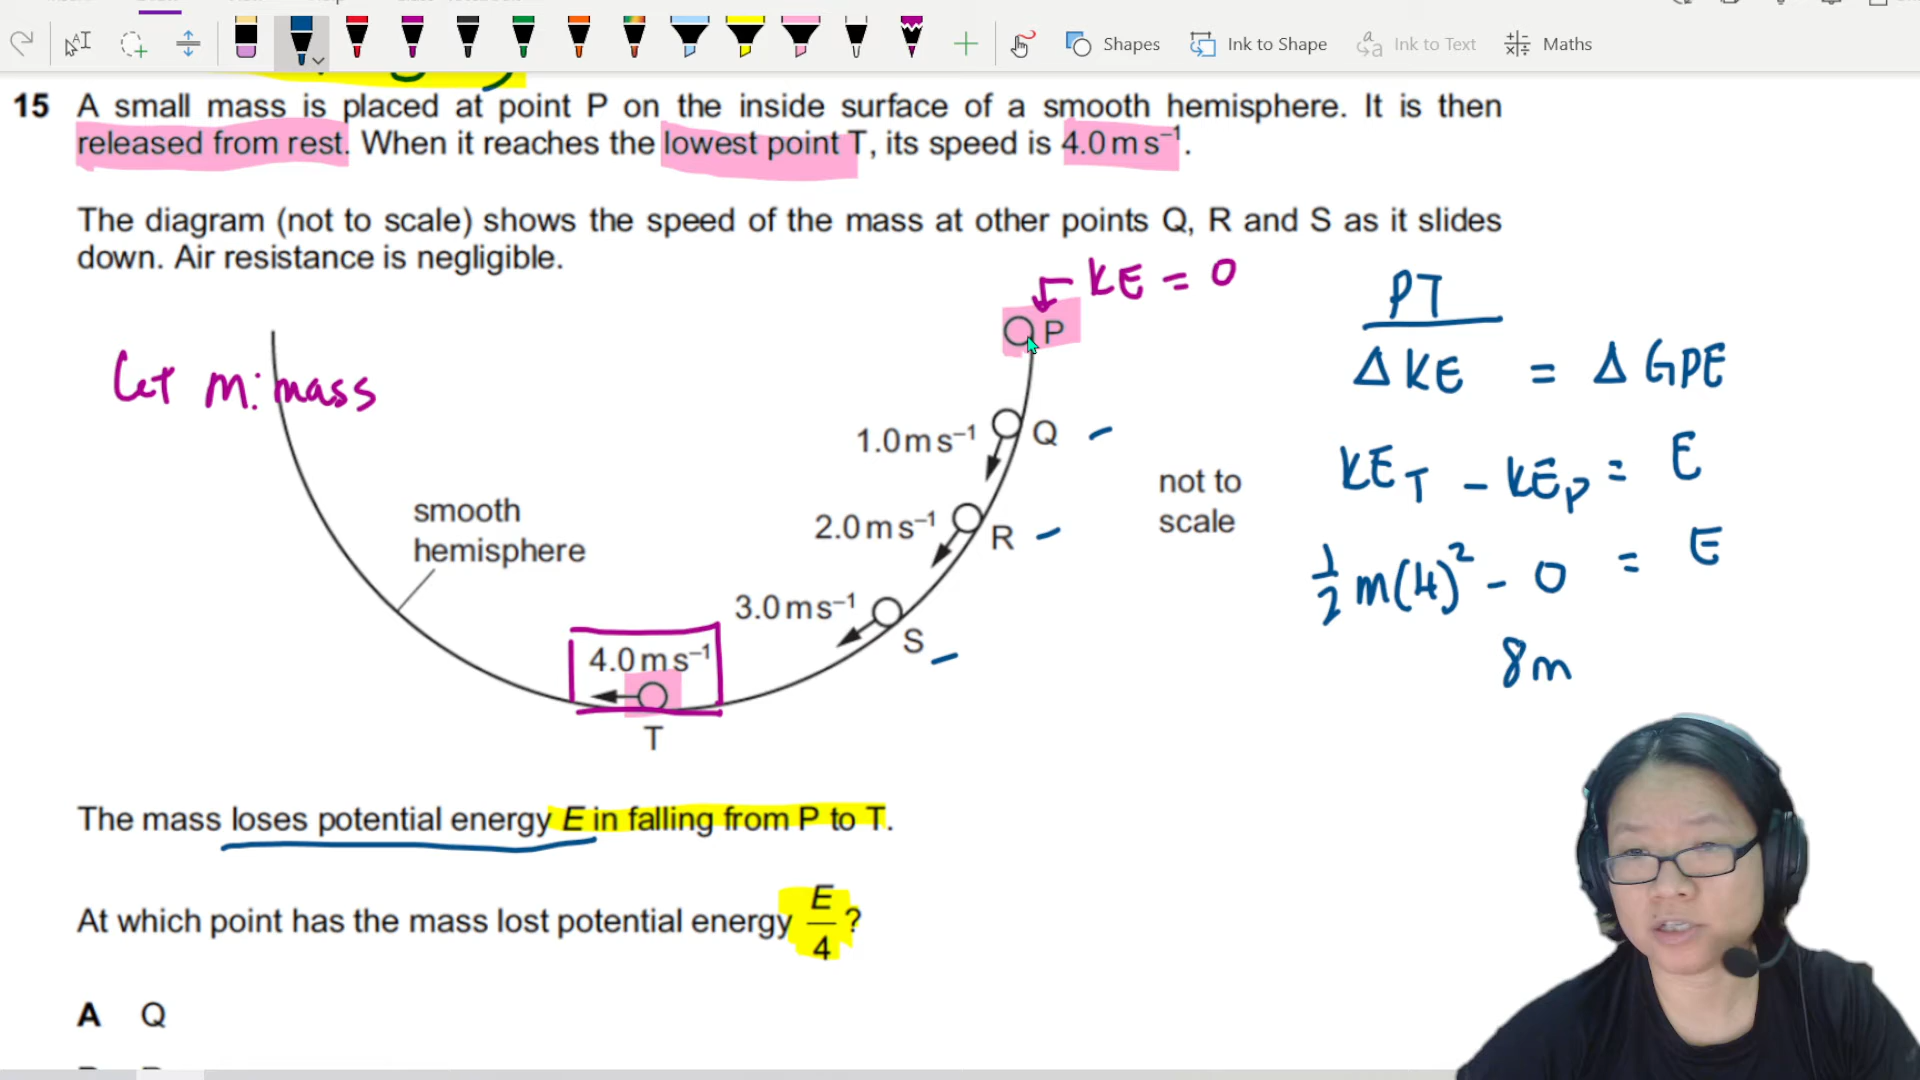 Shapes
Ink to Shape
Ink to Text
Maths
15 A small mass is placed at point P on the inside surface of a smooth hemisphere. It is then
released from rest. When it reaches the lowest point T, its speed is 4.0 m s⁻¹.
The diagram (not to scale) shows the speed of the mass at other points Q, R and S as it slides
down. Air resistance is negligible.
KE = 0
P
Let m: mass
1.0 m s⁻¹
Q
2.0 m s⁻¹
R
3.0 m s⁻¹
S
4.0 m s⁻¹
T
smooth
hemisphere
not to
scale
PT
Δ KE = Δ GPE
KE_T - KE_P = E
½ m(4)² - 0 = E
8m
The mass loses potential energy E in falling from P to T.
At which point has the mass lost potential energy E/4?
A Q